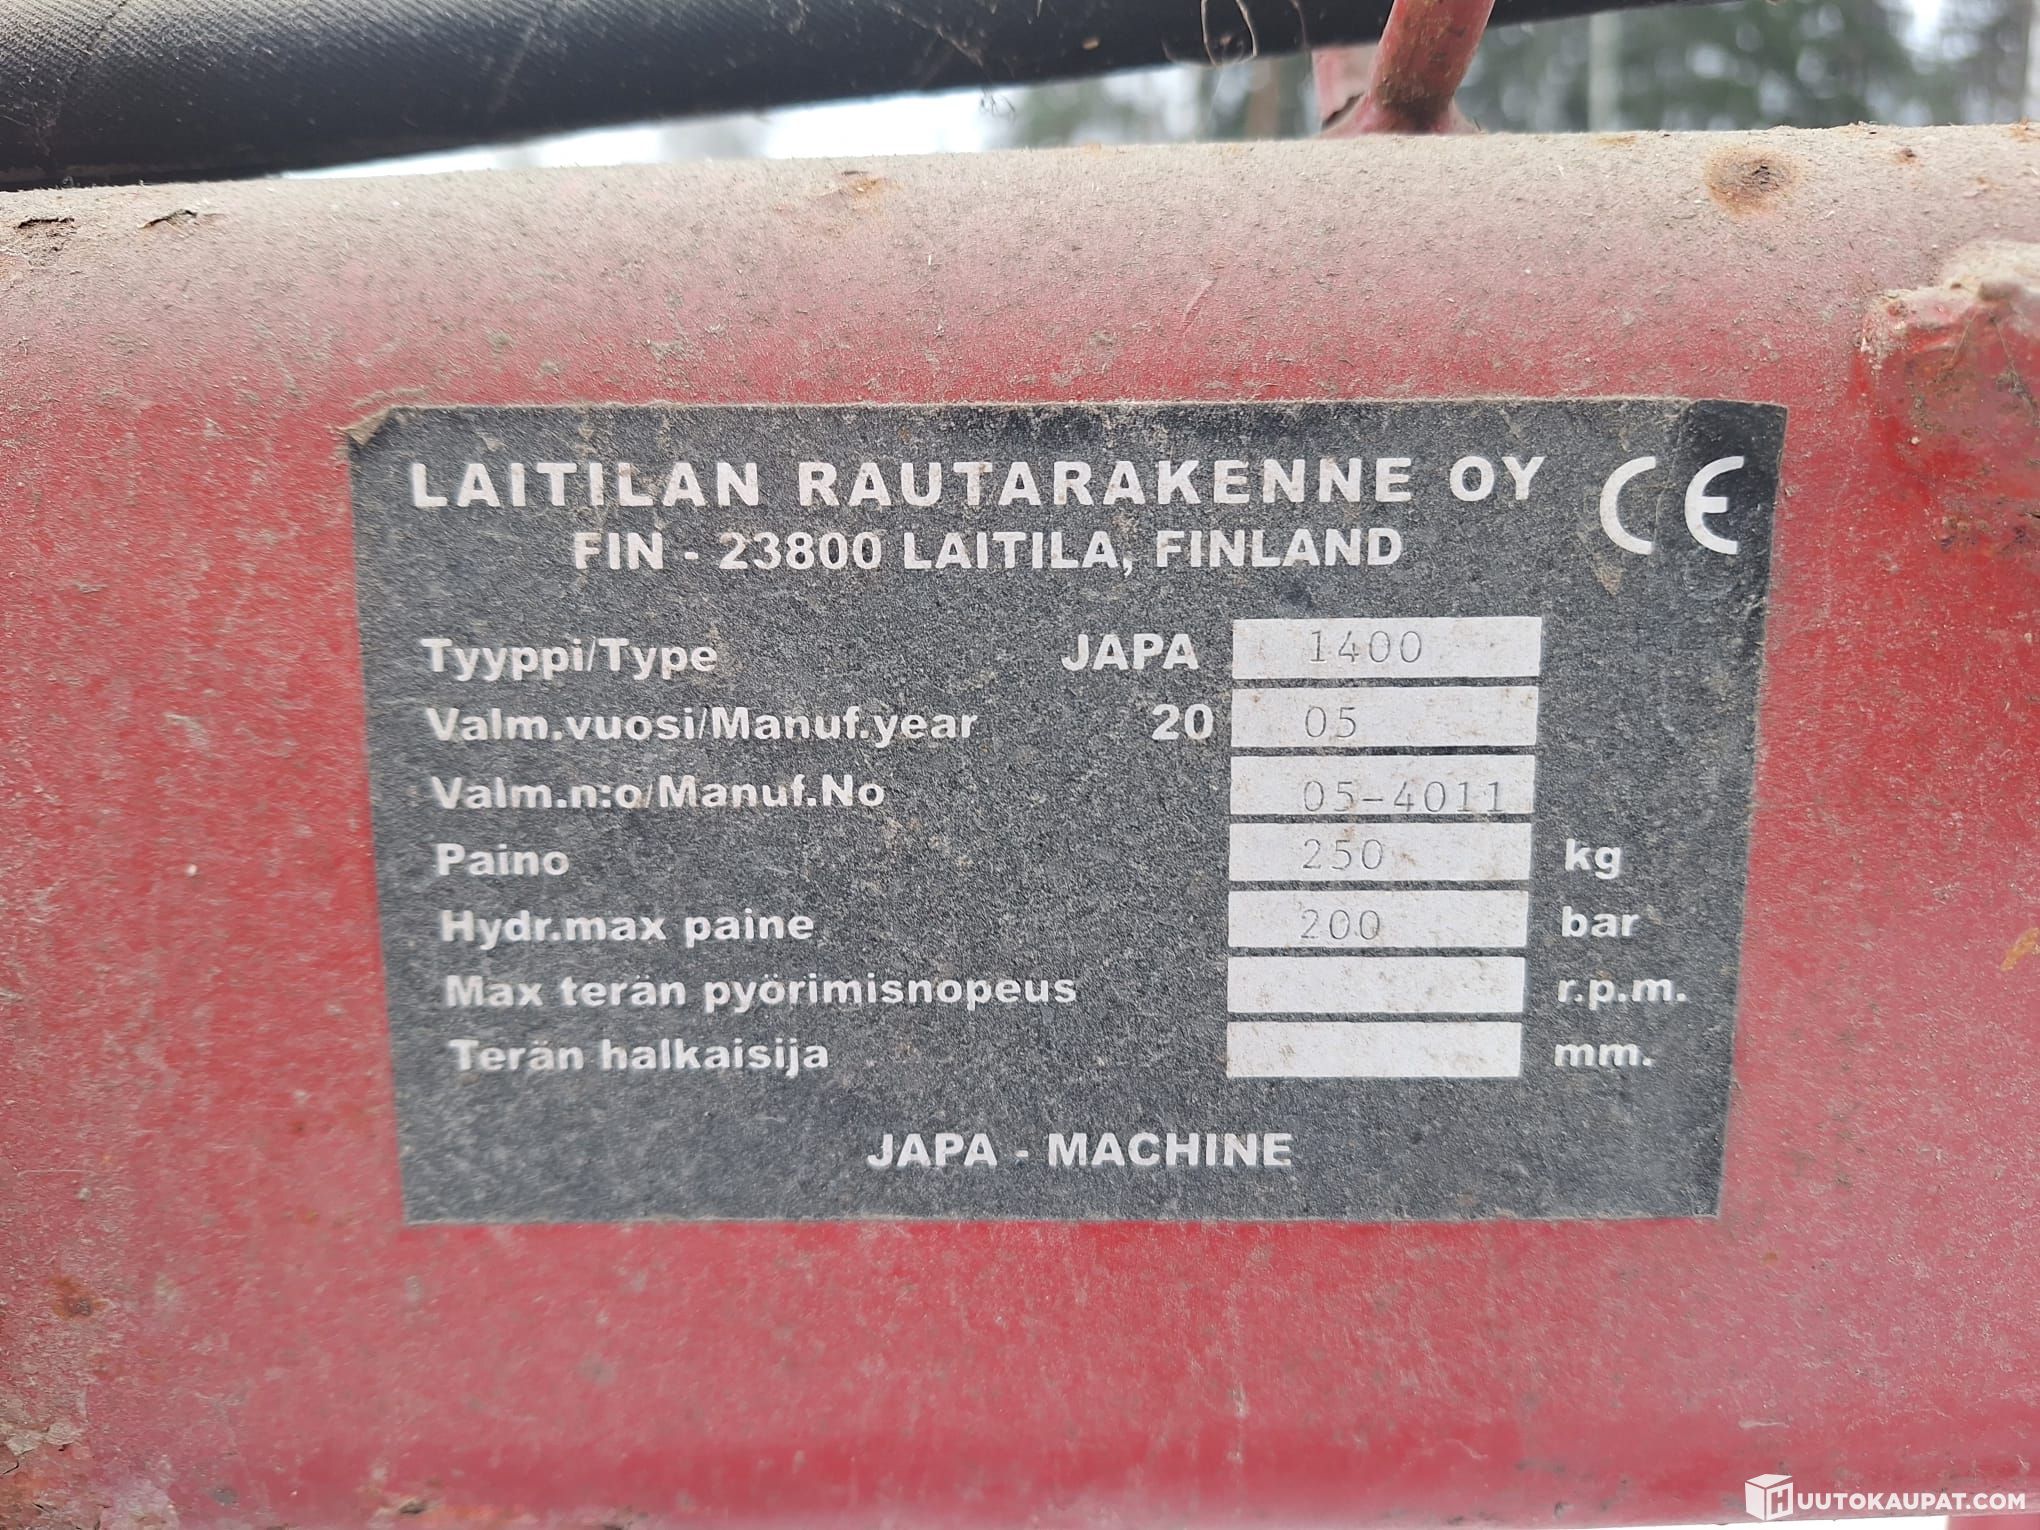 LAITILAN RAUTARAKENNE OY CE
FIN - 23800 LAITILA, FINLAND
Tyyppi/Type JAPA 1400
Valm.vuosi/Manuf.year 20 05
Valm.n:o/Manuf.No 05-4011
Paino 250 kg
Hydr.max paine 200 bar
Max terän pyörimisnopeus r.p.m.
Terän halkaisija mm.
JAPA - MACHINE
HUUTOKAUPAT.COM